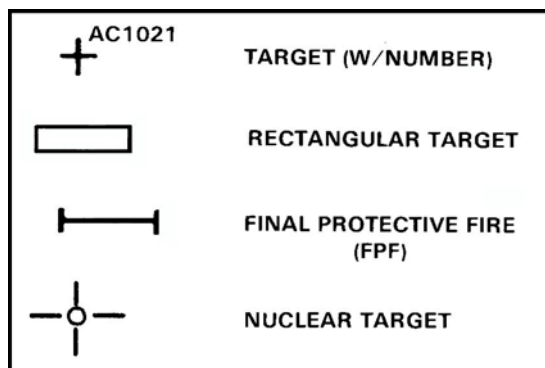 AC1021
TARGET (W/NUMBER)
RECTANGULAR TARGET
FINAL PROTECTIVE FIRE
(FPF)
NUCLEAR TARGET